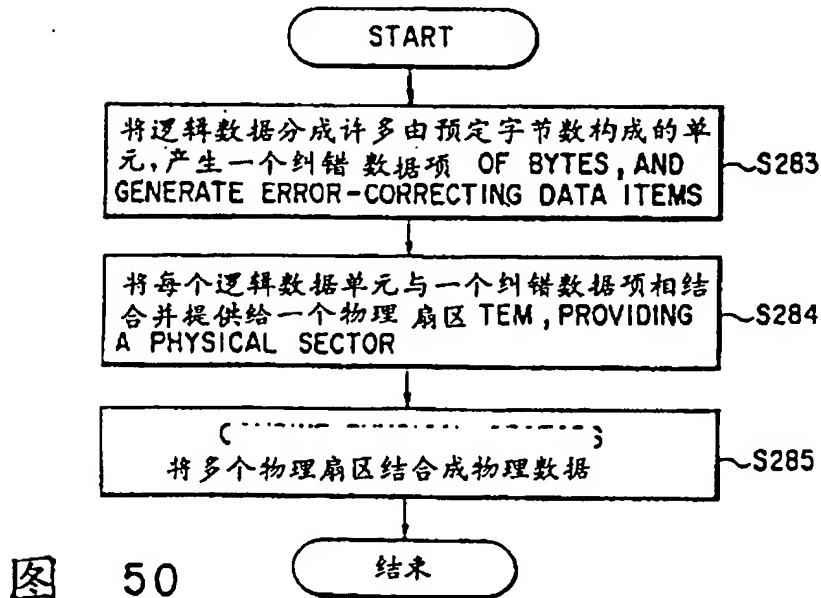 START
将逻辑数据分成许多由预定字节数构成的单
元,产生一个纠错数据项 OF BYTES, AND
GENERATE ERROR-CORRECTING DATA ITEMS
S283
将每个逻辑数据单元与一个纠错数据项相结
合并提供给一个物理扇区 TEM, PROVIDING
A PHYSICAL SECTOR
S284
将多个物理扇区结合成物理数据
S285
结束
图 50